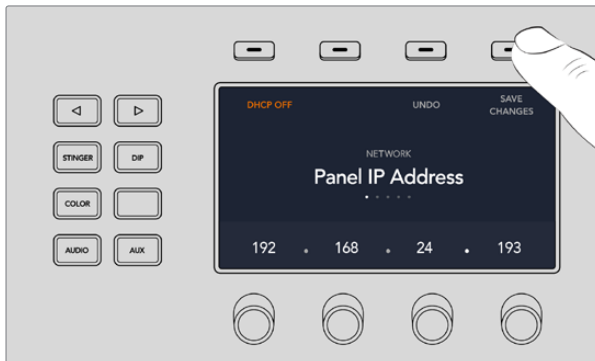 DHCP OFF
UNDO
SAVE
CHANGES
NETWORK
Panel IP Address
192 . 168 . 24 . 193
STINGER
DIP
COLOR
AUDIO
AUX